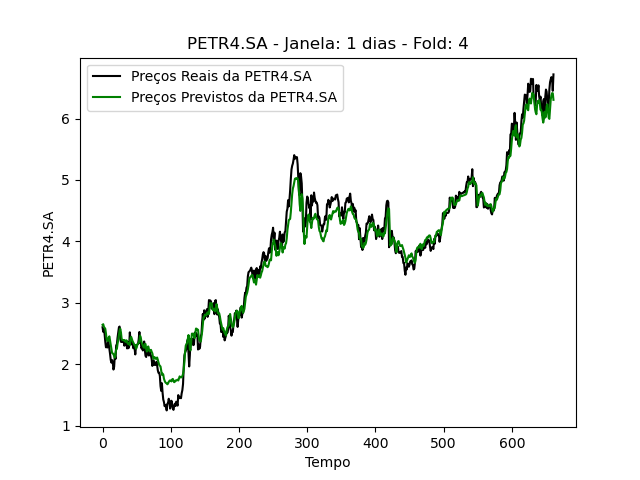 PETR4.SA - Janela: 1 dias - Fold: 4
Preços Reais da PETR4.SA
Preços Previstos da PETR4.SA
PETR4.SA
6
5
4
3
2
1
0
100
200
300
400
500
600
Tempo